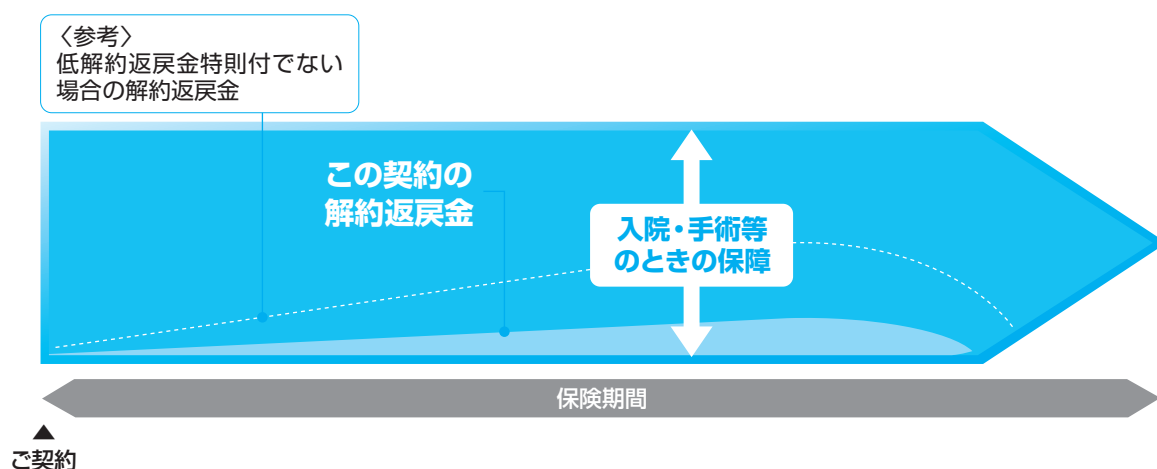 〈参考〉
低解約返戻金特則付でない
場合の解約返戻金
この契約の
解約返戻金
入院・手術等
のときの保障
保険期間
▲
ご契約